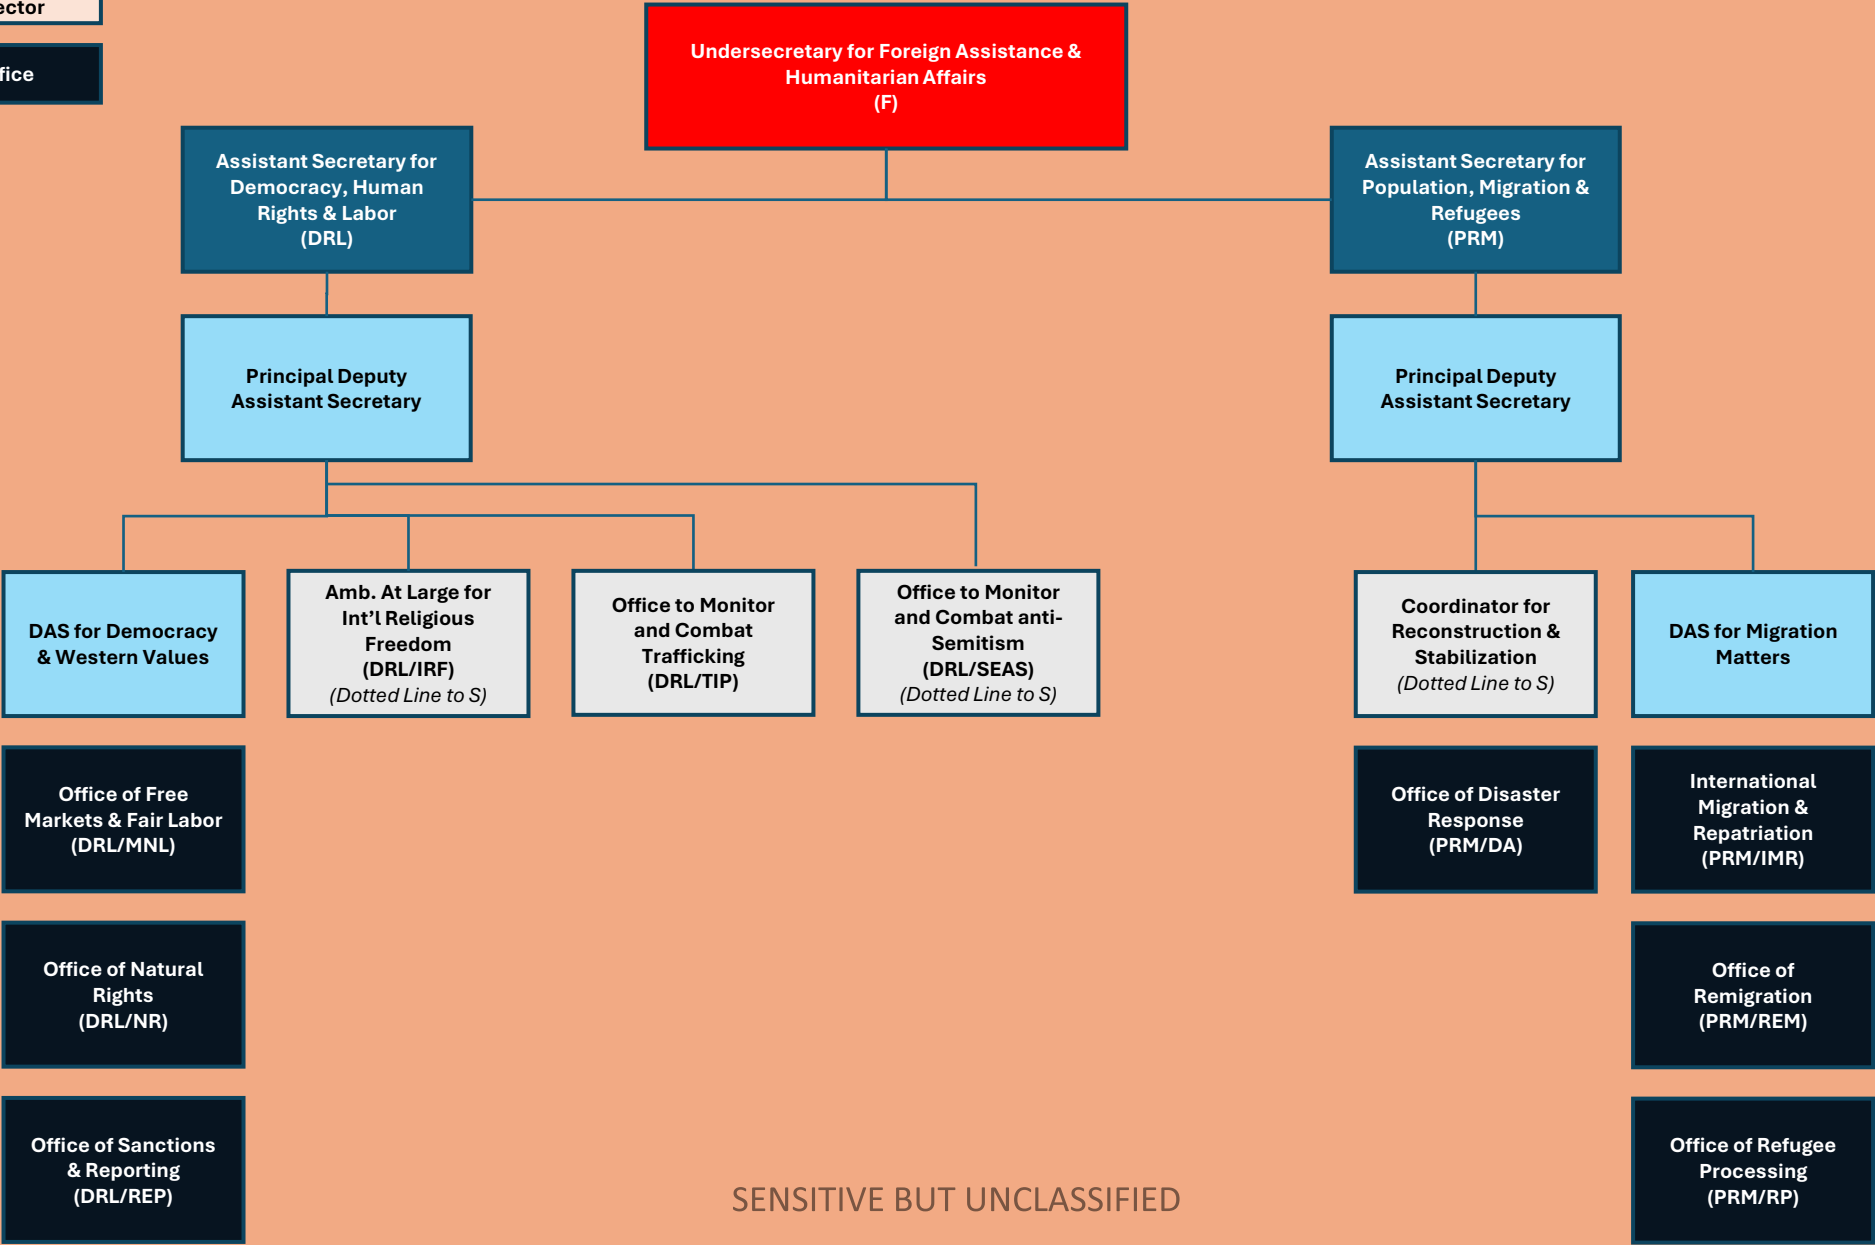 ector
fice
Undersecretary for Foreign Assistance &
Humanitarian Affairs
(F)
Assistant Secretary for
Democracy, Human
Rights & Labor
(DRL)
Assistant Secretary for
Population, Migration &
Refugees
(PRM)
Principal Deputy
Assistant Secretary
Principal Deputy
Assistant Secretary
DAS for Democracy
& Western Values
Amb. At Large for
Int’l Religious
Freedom
(DRL/IRF)
(Dotted Line to S)
Office to Monitor
and Combat
Trafficking
(DRL/TIP)
Office to Monitor
and Combat anti-
Semitism
(DRL/SEAS)
(Dotted Line to S)
Coordinator for
Reconstruction &
Stabilization
(Dotted Line to S)
DAS for Migration
Matters
Office of Free
Markets & Fair Labor
(DRL/MNL)
Office of Disaster
Response
(PRM/DA)
International
Migration &
Repatriation
(PRM/IMR)
Office of Natural
Rights
(DRL/NR)
Office of
Remigration
(PRM/REM)
Office of Sanctions
& Reporting
(DRL/REP)
Office of Refugee
Processing
(PRM/RP)
SENSITIVE BUT UNCLASSIFIED